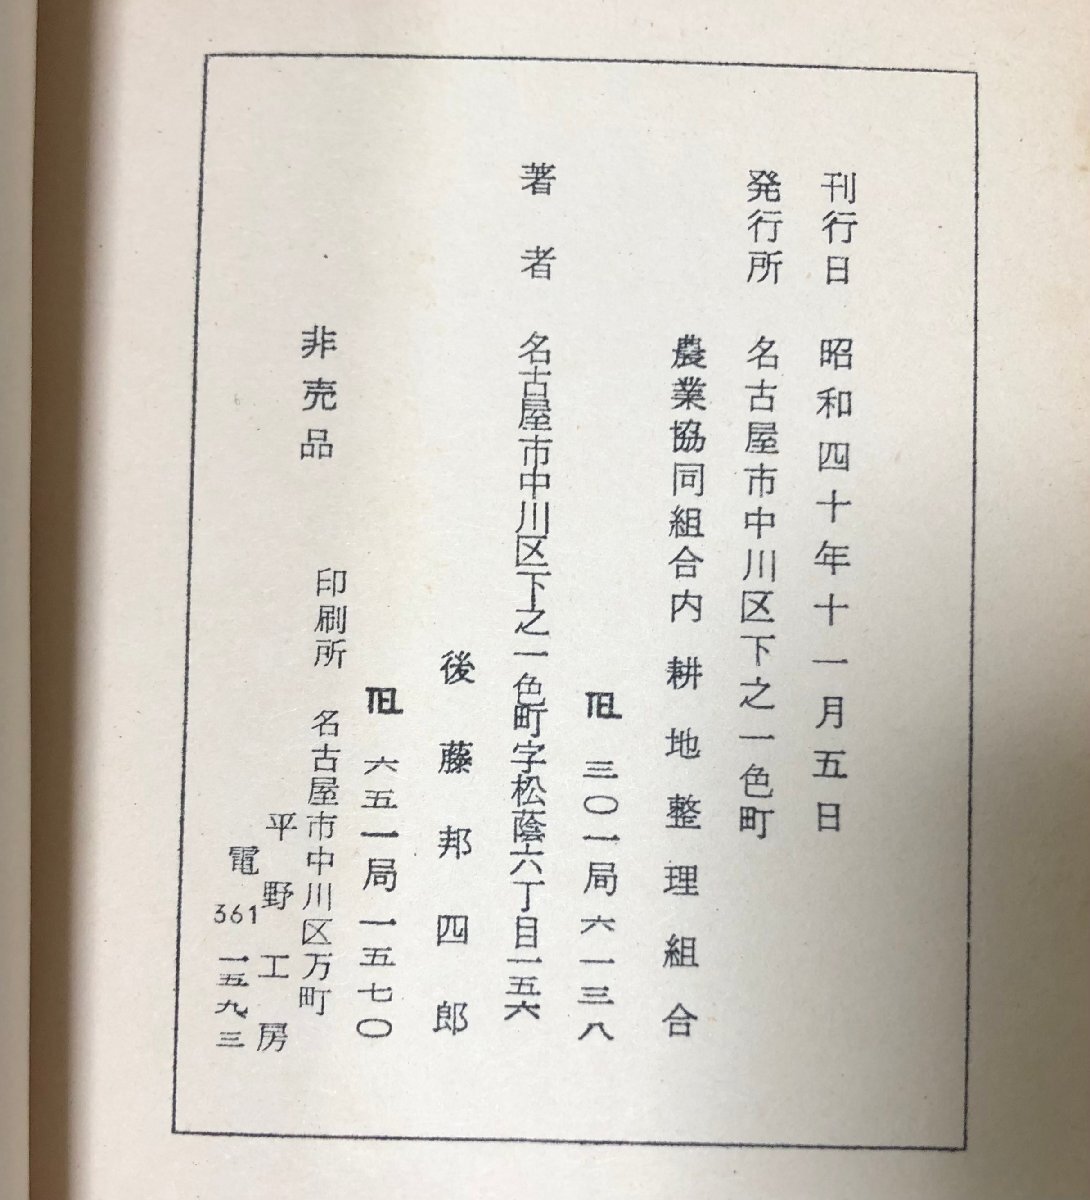 刊行日 昭和四十年十一月五日
発行所 名古屋市中川区下之一色町
農業協同組合内 耕地整理組合
TEL 三〇一局六一三八
著者 名古屋市中川区下之一色町字松蔭六丁目一五六
後藤邦四郎
TEL 六五一局一五七〇
非売品
印刷所 名古屋市中川区万町
平野工房
電361一五九三